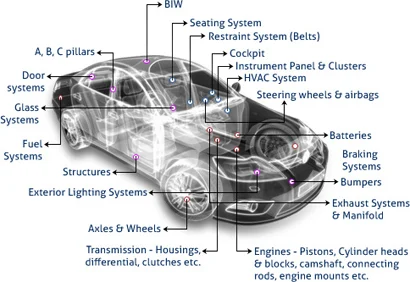 BIW
Seating System
Restraint System (Belts)
A, B, C pillars
Cockpit
Instrument Panel & Clusters
Door
systems
HVAC System
Steering wheels & airbags
Glass
Systems
Batteries
Fuel
Systems
Braking
Systems
Structures
Bumpers
Exterior Lighting Systems
Exhaust Systems
& Manifold
Axles & Wheels
Transmission - Housings,
differential, clutches etc.
Engines - Pistons, Cylinder heads
& blocks, camshaft, connecting
rods, engine mounts etc.